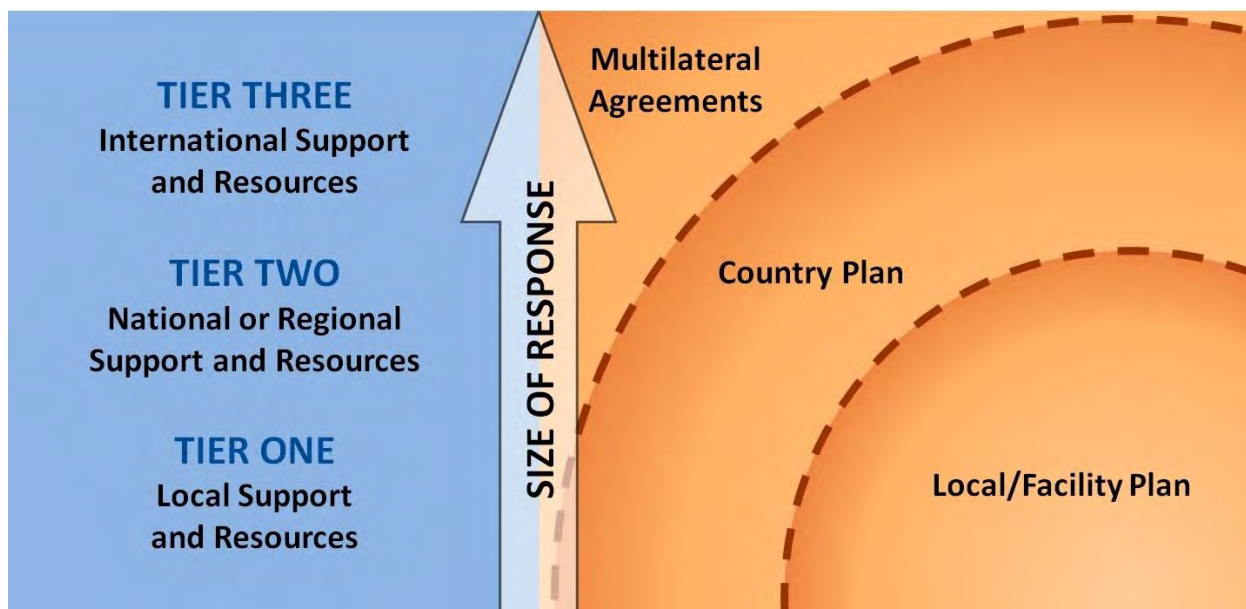 TIER THREE
International Support
and Resources
TIER TWO
National or Regional
Support and Resources
TIER ONE
Local Support
and Resources
SIZE OF RESPONSE
Multilateral
Agreements
Country Plan
Local/Facility Plan